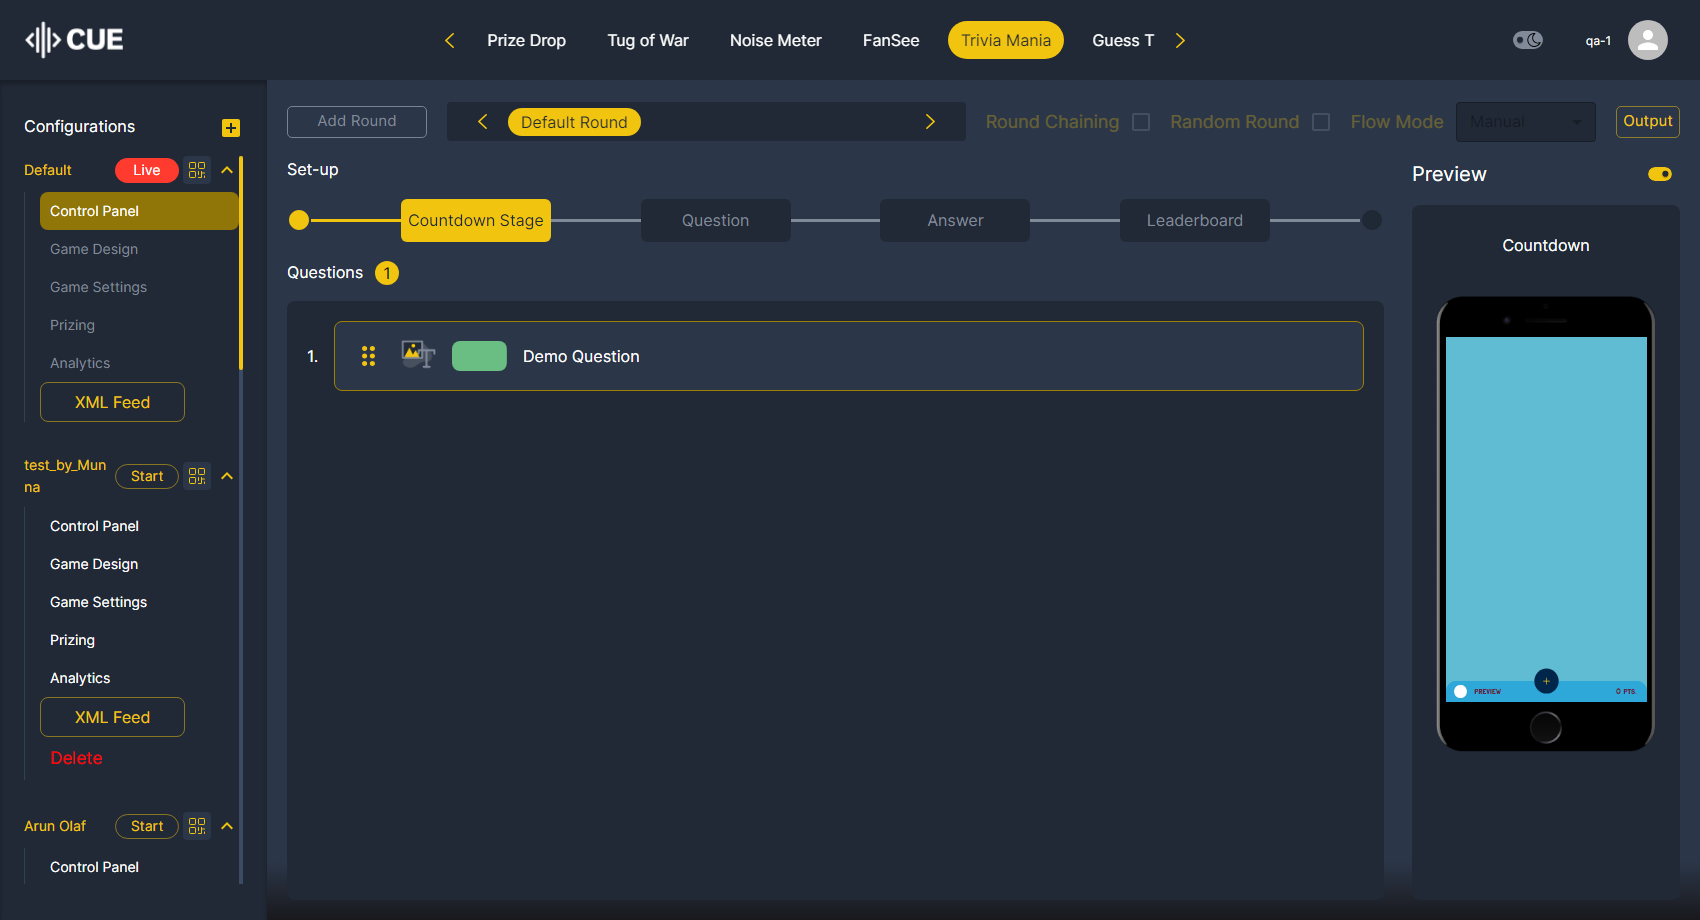 CUE
Prize Drop
Tug of War
Noise Meter
FanSee
Trivia Mania
Guess T
qa-1
Configurations
Default
Live
Control Panel
Game Design
Game Settings
Prizing
Analytics
XML Feed
test_by_Mun
na
Start
Control Panel
Game Design
Game Settings
Prizing
Analytics
XML Feed
Delete
Arun Olaf
Start
Control Panel
Add Round
Default Round
Round Chaining
Random Round
Flow Mode
Manual
Output
Set-up
Countdown Stage
Question
Answer
Leaderboard
Questions 1
1.
Demo Question
Preview
Countdown
PREVIEW
0 PTS